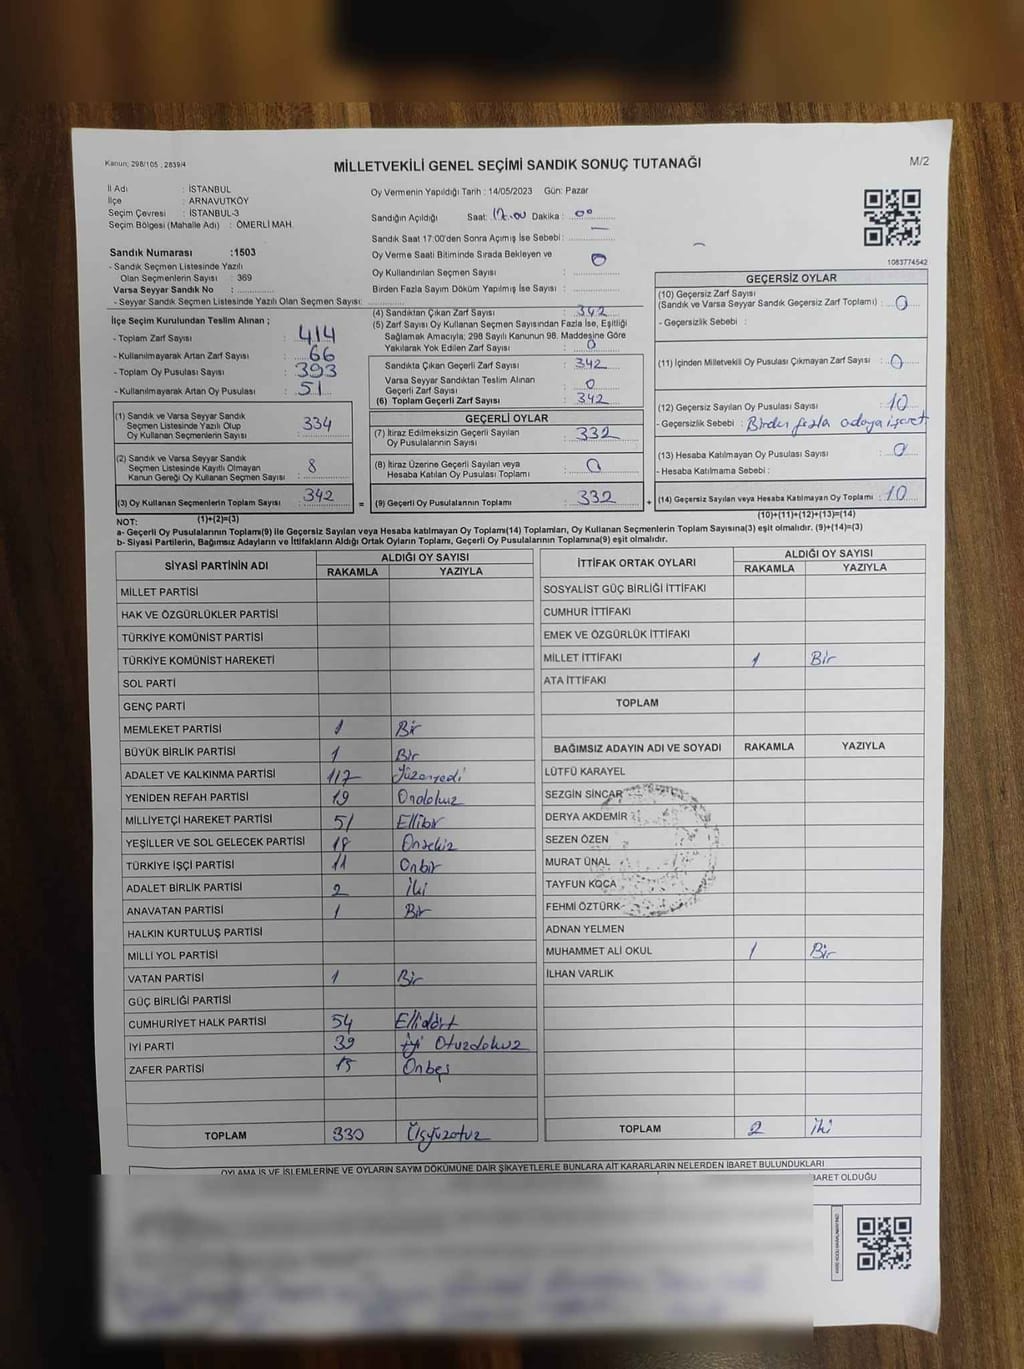 Kanun; 298/105 , 2839/4
MİLLETVEKİLİ GENEL SEÇİMİ SANDIK SONUÇ TUTANAĞI
M/2
İl Adı : İSTANBUL
İlçe : ARNAVUTKÖY
Seçim Çevresi : İSTANBUL-3
Seçim Bölgesi (Mahalle Adı) : ÖMERLİ MAH.
Sandık Numarası :1503
- Sandık Seçmen Listesinde Yazılı
Olan Seçmenlerin Sayısı : 369
Varsa Seyyar Sandık No :
- Seyyar Sandık Seçmen Listesinde Yazılı Olan Seçmen Sayısı:
Oy Vermenin Yapıldığı Tarih : 14/05/2023 Gün: Pazar
Sandığın Açıldığı Saat: 17.00 Dakika : 00
Sandık Saat 17:00'den Sonra Açımış İse Sebebi: —
Oy Verme Saati Bitiminde Sırada Bekleyen ve
Oy Kullandırılan Seçmen Sayısı : 0
Birden Fazla Sayım Döküm Yapılmış İse Sayısı :
1083774542
İlçe Seçim Kurulundan Teslim Alınan ;
- Toplam Zarf Sayısı : 414
- Kullanılmayarak Artan Zarf Sayısı : 66
- Toplam Oy Pusulası Sayısı : 393
- Kullanılmayarak Artan Oy Pusulası : 51
(1) Sandık ve Varsa Seyyar Sandık
Seçmen Listesinde Yazılı Olup
Oy Kullanan Seçmenlerin Sayısı : 334
(2) Sandık ve Varsa Seyyar Sandık
Seçmen Listesinde Kayıtlı Olmayan
Kanun Gereği Oy Kullanan Seçmen Sayısı : 8
(3) Oy Kullanan Seçmenlerin Toplam Sayısı : 342
(1)+(2)=(3)
(4) Sandıktan Çıkan Zarf Sayısı : 342
(5) Zarf Sayısı Oy Kullanan Seçmen Sayısından Fazla İse, Eşitliği
Sağlamak Amacıyla; 298 Sayılı Kanunun 98. Maddesine Göre
Yakılarak Yok Edilen Zarf Sayısı : 0
Sandıkta Çıkan Geçerli Zarf Sayısı : 342
Varsa Seyyar Sandıktan Teslim Alınan
Geçerli Zarf Sayısı : 0
(6) Toplam Geçerli Zarf Sayısı : 342
GEÇERLİ OYLAR
(7) İtiraz Edilmeksizin Geçerli Sayılan
Oy Pusulalarının Sayısı : 332
(8) İtiraz Üzerine Geçerli Sayılan veya
Hesaba Katılan Oy Pusulası Toplamı : 0
= (9) Geçerli Oy Pusulalarının Toplamı : 332 +
GEÇERSİZ OYLAR
(10) Geçersiz Zarf Sayısı
(Sandık ve Varsa Seyyar Sandık Geçersiz Zarf Toplamı) : 0
- Geçersizlik Sebebi :
(11) İçinden Milletvekili Oy Pusulası Çıkmayan Zarf Sayısı : 0
(12) Geçersiz Sayılan Oy Pusulası Sayısı : 10
- Geçersizlik Sebebi : Birden fazla adaya işaret
(13) Hesaba Katılmayan Oy Pusulası Sayısı : 0
- Hesaba Katılmama Sebebi :
(14) Geçersiz Sayılan veya Hesaba Katılmayan Oy Toplamı : 10
(10)+(11)+(12)+(13)=(14)
NOT:
a- Geçerli Oy Pusulalarının Toplamı(9) ile Geçersiz Sayılan veya Hesaba katılmayan Oy Toplam(14) Toplamları, Oy Kullanan Seçmenlerin Toplam Sayısına(3) eşit olmalıdır. (9)+(14)=(3)
b- Siyasi Partilerin, Bağımsız Adayların ve İttifakların Aldığı Ortak Oyların Toplamı, Geçerli Oy Pusulalarının Toplamına(9) eşit olmalıdır.
SİYASİ PARTİNİN ADI ALDIĞI OY SAYISI
RAKAMLA YAZIYLA
MİLLET PARTİSİ
HAK VE ÖZGÜRLÜKLER PARTİSİ
TÜRKİYE KOMÜNİST PARTİSİ
TÜRKİYE KOMÜNİST HAREKETİ
SOL PARTİ
GENÇ PARTİ
MEMLEKET PARTİSİ 1 Bir
BÜYÜK BİRLİK PARTİSİ 1 Bir
ADALET VE KALKINMA PARTİSİ 117 Yüzonyedi
YENİDEN REFAH PARTİSİ 19 Ondokuz
MİLLİYETÇİ HAREKET PARTİSİ 51 Ellibir
YEŞİLLER VE SOL GELECEK PARTİSİ 18 Onsekiz
TÜRKİYE İŞÇİ PARTİSİ 11 Onbir
ADALET BİRLİK PARTİSİ 2 İki
ANAVATAN PARTİSİ 1 Bir
HALKIN KURTULUŞ PARTİSİ
MİLLİ YOL PARTİSİ
VATAN PARTİSİ 1 Bir
GÜÇ BİRLİĞİ PARTİSİ
CUMHURİYET HALK PARTİSİ 54 Ellidört
İYİ PARTİ 39 iyi Otuzdokuz
ZAFER PARTİSİ 15 Onbeş
TOPLAM 330 Üçyüzotuz
İTTİFAK ORTAK OYLARI ALDIĞI OY SAYISI
RAKAMLA YAZIYLA
SOSYALİST GÜÇ BİRLİĞİ İTTİFAKI
CUMHUR İTTİFAKI
EMEK VE ÖZGÜRLÜK İTTİFAKI
MİLLET İTTİFAKI 1 Bir
ATA İTTİFAKI
TOPLAM
BAĞIMSIZ ADAYIN ADI VE SOYADI RAKAMLA YAZIYLA
LÜTFÜ KARAYEL
SEZGİN SİNCAR
DERYA AKDEMİR
SEZEN ÖZEN
MURAT ÜNAL
TAYFUN KOÇA
FEHMİ ÖZTÜRK
ADNAN YELMEN
MUHAMMET ALİ OKUL 1 Bir
İLHAN VARLIK
TOPLAM 2 iki
OYLAMA İŞ VE İŞLEMLERİNE VE OYLARIN SAYIM DÖKÜMÜNE DAİR ŞİKAYETLERLE BUNLARA AİT KARARLARIN NELERDEN İBARET BULUNDUKLARI
BARET OLDUĞU